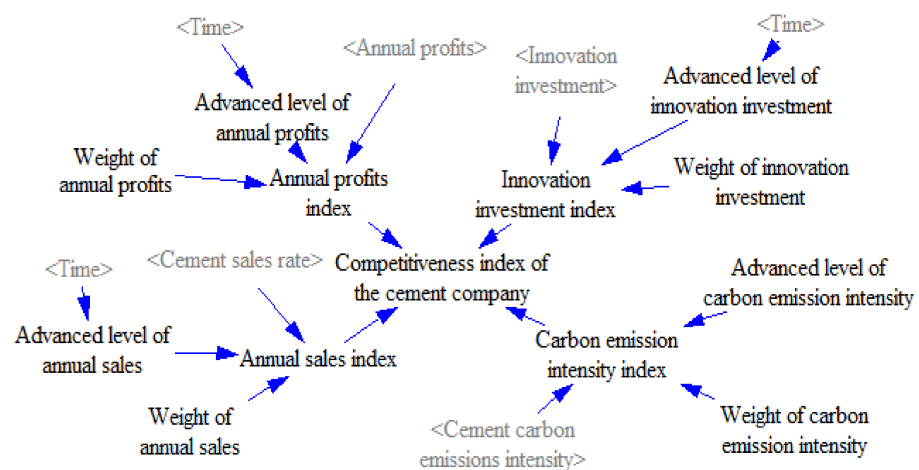 <Time>
<Time>
<Annual profits>
<Innovation
investment>
Advanced level of
innovation investment
Advanced level of
annual profits
Weight of
annual profits
Annual profits
index
Innovation
investment index
Weight of innovation
investment
<Time>
<Cement sales rate>
Competitiveness index of
the cement company
Advanced level of
carbon emission intensity
Advanced level of
annual sales
Annual sales index
Carbon emission
intensity index
Weight of
annual sales
<Cement carbon
emissions intensity>
Weight of carbon
emission intensity